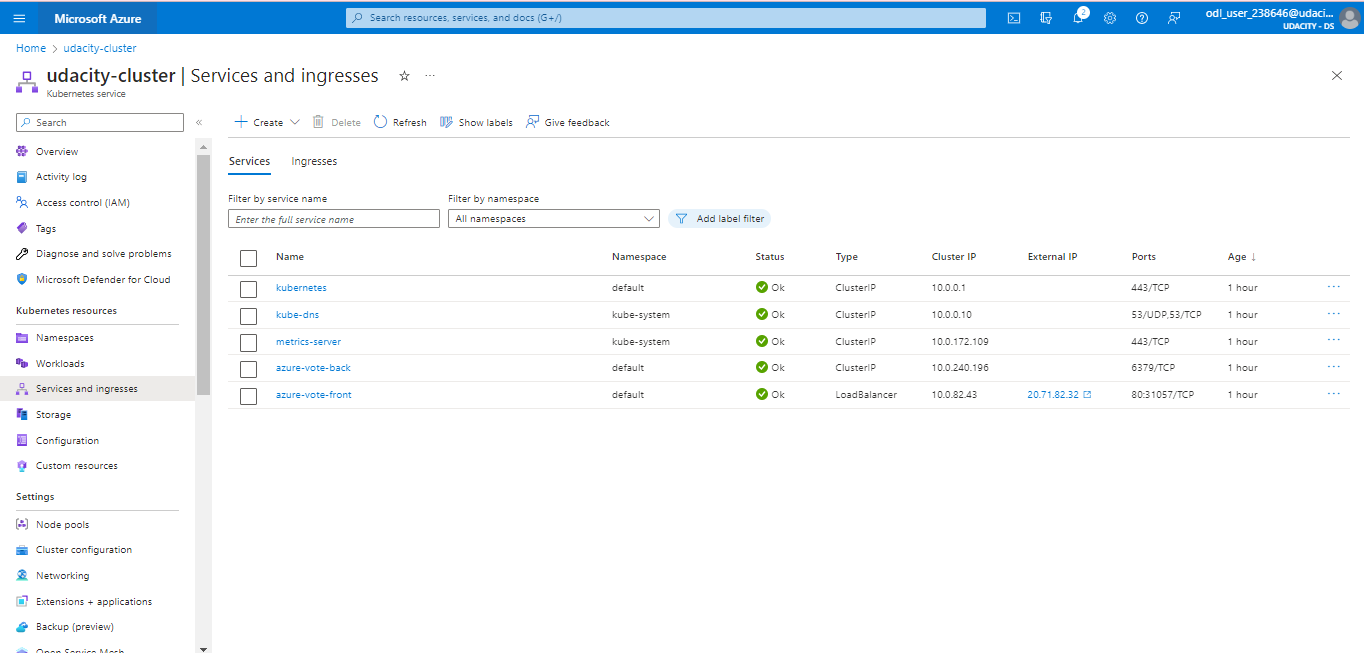 Microsoft Azure
Search resources, services, and docs (G+/)
2
odl_user_238646@udaci...
UDACITY - DS
Home > udacity-cluster
udacity-cluster | Services and ingresses
Kubernetes service
Search
Overview
Activity log
Access control (IAM)
Tags
Diagnose and solve problems
Microsoft Defender for Cloud
Kubernetes resources
Namespaces
Workloads
Services and ingresses
Storage
Configuration
Custom resources
Settings
Node pools
Cluster configuration
Networking
Extensions + applications
Backup (preview)
Open Service Mesh
Create Delete Refresh Show labels Give feedback
Services Ingresses
Filter by service name Filter by namespace
Enter the full service name All namespaces Add label filter
Name Namespace Status Type Cluster IP External IP Ports Age ↓
kubernetes default Ok ClusterIP 10.0.0.1 443/TCP 1 hour
kube-dns kube-system Ok ClusterIP 10.0.0.10 53/UDP,53/TCP 1 hour
metrics-server kube-system Ok ClusterIP 10.0.172.109 443/TCP 1 hour
azure-vote-back default Ok ClusterIP 10.0.240.196 6379/TCP 1 hour
azure-vote-front default Ok LoadBalancer 10.0.82.43 20.71.82.32 80:31057/TCP 1 hour